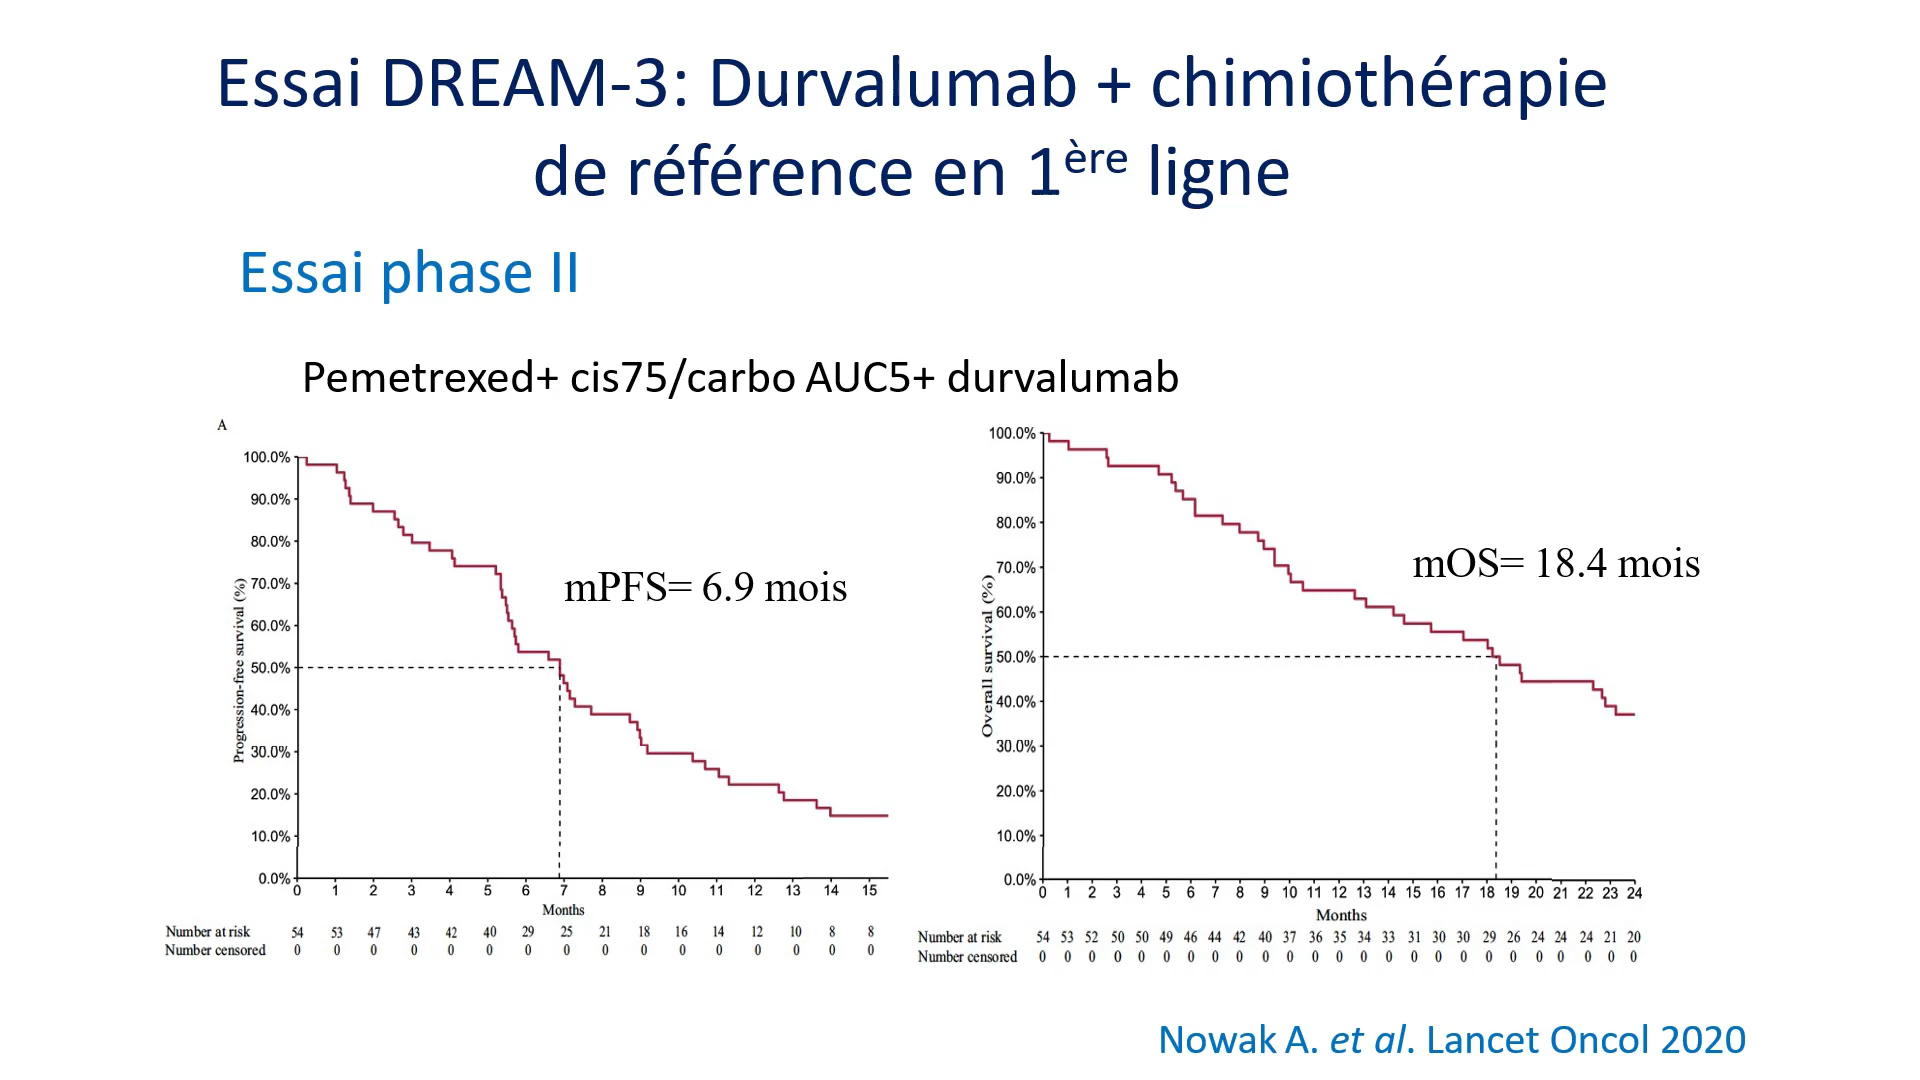 Essai DREAM-3: Durvalumab + chimiothérapie
de référence en 1ère ligne
Essai phase II
Pemetrexed+ cis75/carbo AUC5+ durvalumab
A
100.0%
90.0%
80.0%
70.0%
60.0%
50.0%
40.0%
30.0%
20.0%
10.0%
0.0%
Progression-free survival (%)
mPFS= 6.9 mois
0 1 2 3 4 5 6 7 8 9 10 11 12 13 14 15
Months
Number at risk 54 53 47 43 42 40 29 25 21 18 16 14 12 10 8 8
Number censored 0 0 0 0 0 0 0 0 0 0 0 0 0 0 0 0
100.0%
90.0%
80.0%
70.0%
60.0%
50.0%
40.0%
30.0%
20.0%
10.0%
0.0%
Overall survival (%)
mOS= 18.4 mois
0 1 2 3 4 5 6 7 8 9 10 11 12 13 14 15 16 17 18 19 20 21 22 23 24
Months
Number at risk 54 53 52 50 50 49 46 44 42 40 37 36 35 34 33 31 30 30 29 26 24 24 24 21 20
Number censored 0 0 0 0 0 0 0 0 0 0 0 0 0 0 0 0 0 0 0 0 0 0 0 0 0
Nowak A. et al. Lancet Oncol 2020